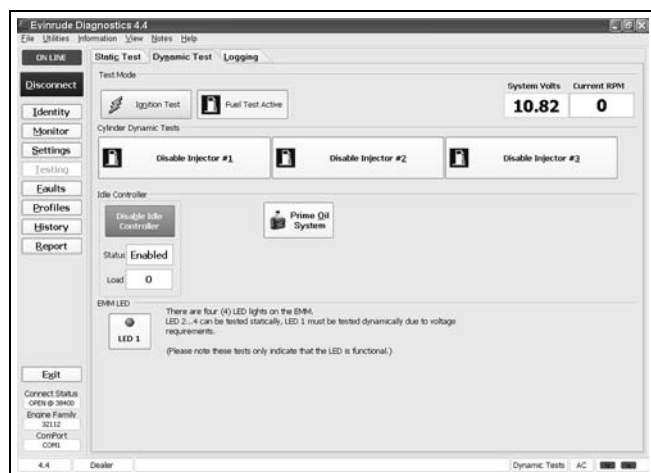 Evinrude Diagnostics 4.4
File Utilities Information View Notes Help
ON LINE
Static Test Dynamic Test Logging
Test Mode
Disconnect
System Volts Current RPM
Ignition Test Fuel Test Active
10.82 0
Identity
Monitor
Cylinder Dynamic Tests
Settings
Disable Injector #1 Disable Injector #2 Disable Injector #3
Testing
Faults
Idle Controller
Profiles
Disable Idle
Controller
Prime Oil
System
History
Report
Status Enabled
Load 0
EMM LED
There are four (4) LED lights on the EMM.
LED 2...4 can be tested statically, LED 1 must be tested dynamically due to voltage
requirements.
LED 1
(Please note these tests only indicate that the LED is functional.)
Exit
Connect Status
OPEN @ 38400
Engine Family
32112
ComPort
COM1
4.4 Dealer Dynamic Tests AC